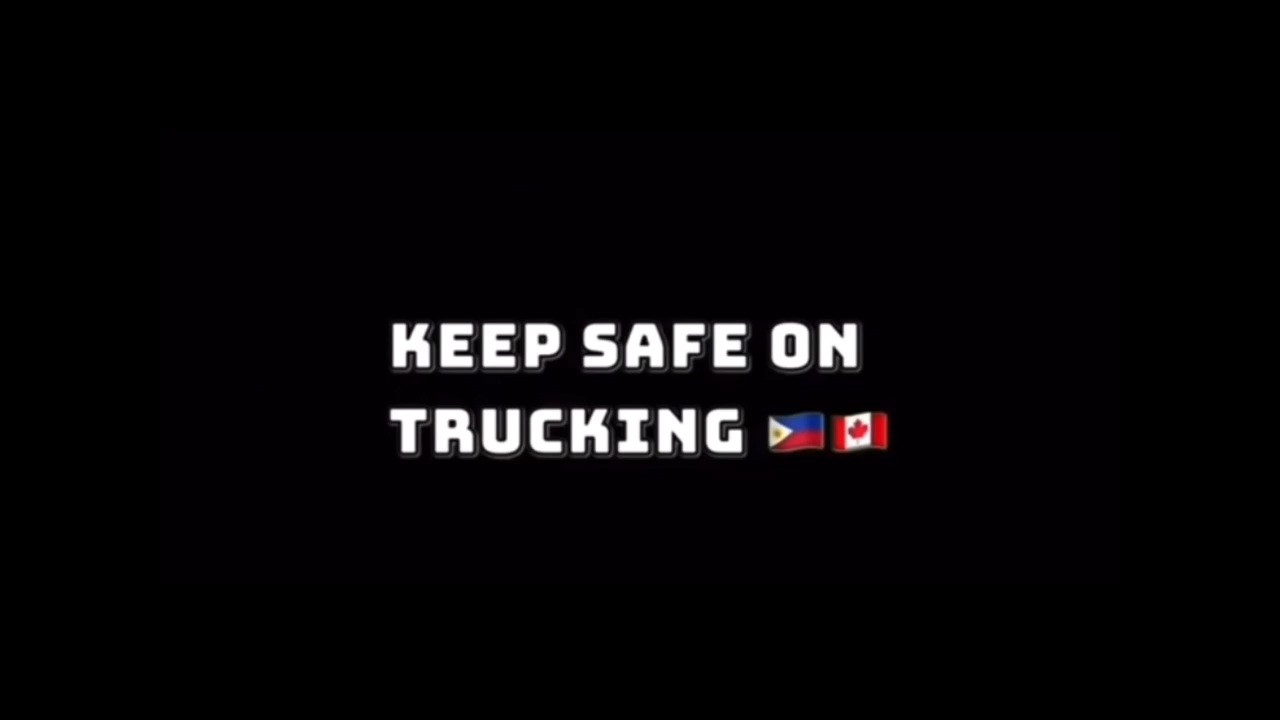 KEEP SAFE ON
TRUCKING 🇵🇭🇨🇦